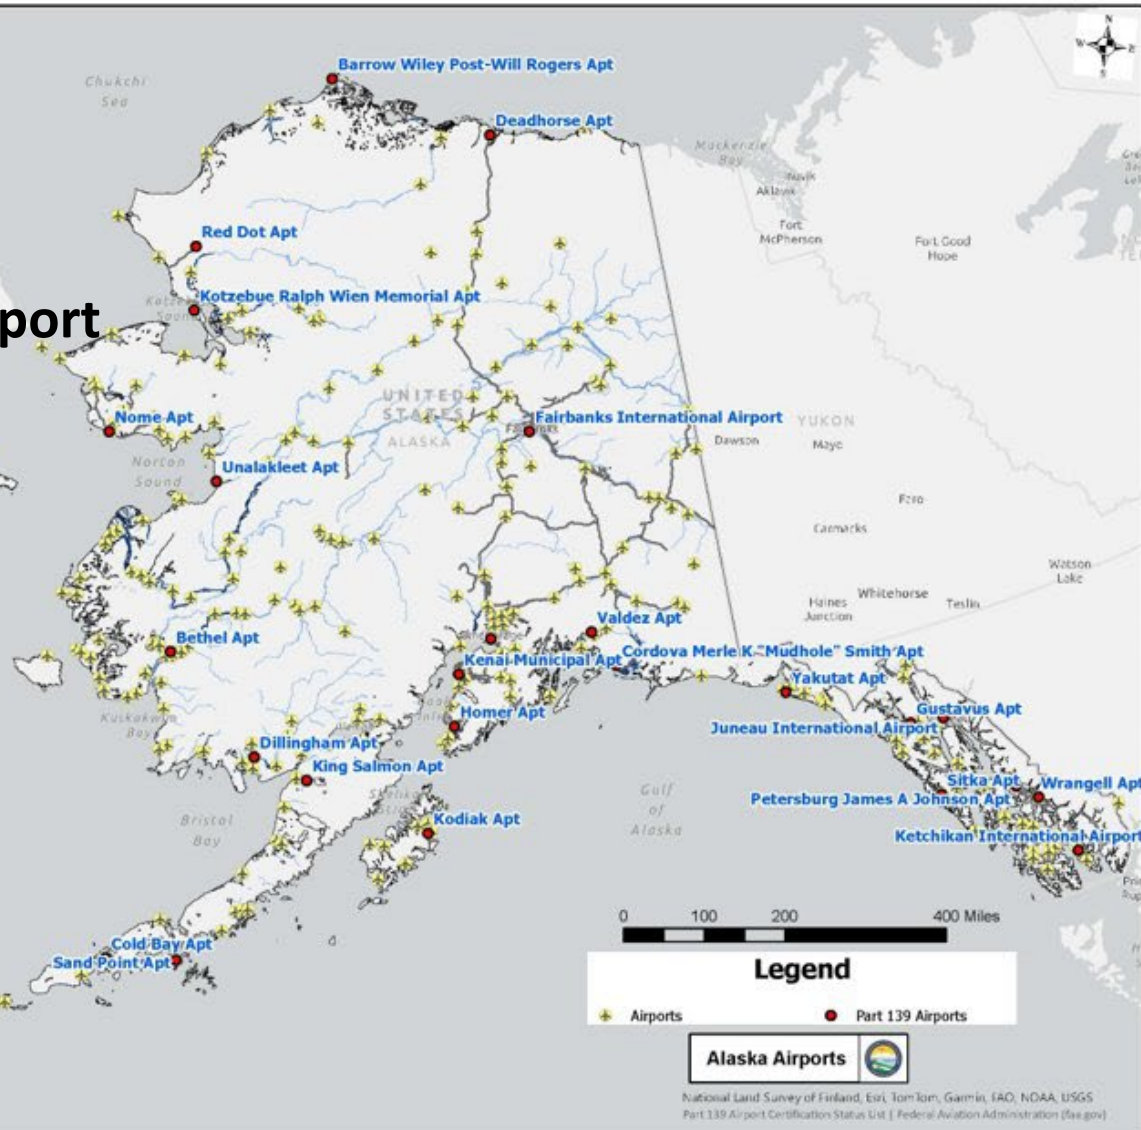 N
W E
S
Barrow Wiley Post-Will Rogers Apt
Chukchi
Sea
Deadhorse Apt
Mackenzie
Bay
Inuvik
Aklavik
Fort
McPherson
Fort Good
Hope
Red Dot Apt
Kotzebue Ralph Wien Memorial Apt
port
UNITED
STATES
ALASKA
Nome Apt
Fairbanks International Airport
YUKON
Dawson
Mayo
Norton
Sound
Unalakleet Apt
Faro
Carmacks
Watson
Lake
Whitehorse
Haines
Junction
Teslin
Valdez Apt
Bethel Apt
Kenai Municipal Apt
Cordova Merle K "Mudhole" Smith Apt
Yakutat Apt
Homer Apt
Gustavus Apt
Kuskokwim
Bay
Juneau International Airport
Dillingham Apt
King Salmon Apt
Sitka Apt
Wrangell Apt
Petersburg James A Johnson Apt
Gulf
of
Alaska
Bristol
Bay
Kodiak Apt
Ketchikan International Airport
0 100 200 400 Miles
Cold Bay Apt
Sand Point Apt
Legend
Airports
Part 139 Airports
Alaska Airports
National Land Survey of Finland, Esri, TomTom, Garmin, FAO, NOAA, USGS
Part 139 Airport Certification Status List | Federal Aviation Administration (faa.gov)